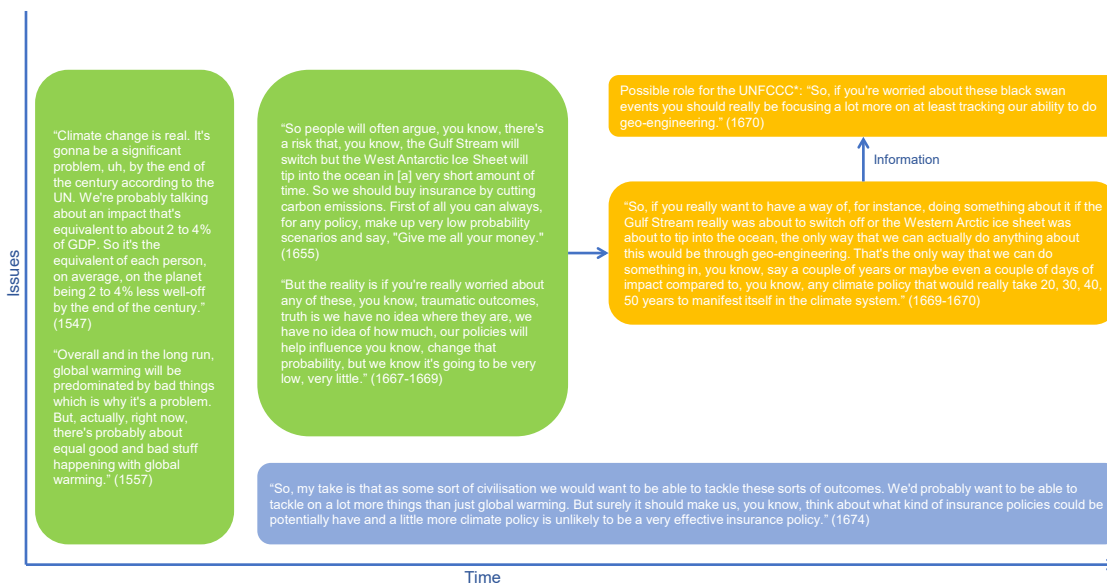 Issues
“Climate change is real. It's
gonna be a significant
problem, uh, by the end of
the century according to the
UN. We're probably talking
about an impact that's
equivalent to about 2 to 4%
of GDP. So it's the
equivalent of each person,
on average, on the planet
being 2 to 4% less well-off
by the end of the century.”
(1547)
“Overall and in the long run,
global warming will be
predominated by bad things
which is why it's a problem.
But, actually, right now,
there's probably about
equal good and bad stuff
happening with global
warming.” (1557)
“So people will often argue, you know, there's
a risk that, you know, the Gulf Stream will
switch but the West Antarctic Ice Sheet will
tip into the ocean in [a] very short amount of
time. So we should buy insurance by cutting
carbon emissions. First of all you can always,
for any policy, make up very low probability
scenarios and say, "Give me all your money."
(1655)
“But the reality is if you're really worried about
any of these, you know, traumatic outcomes,
truth is we have no idea where they are, we
have no idea of how much, our policies will
help influence you know, change that
probability, but we know it's going to be very
low, very little.” (1667-1669)
Possible role for the UNFCCC*: “So, if you're worried about these black swan
events you should really be focusing a lot more on at least tracking our ability to do
geo-engineering.” (1670)
Information
“So, if you really want to have a way of, for instance, doing something about it if the
Gulf Stream really was about to switch off or the Western Arctic ice sheet was
about to tip into the ocean, the only way that we can actually do anything about
this would be through geo-engineering. That's the only way that we can do
something in, you know, say a couple of years or maybe even a couple of days of
impact compared to, you know, any climate policy that would really take 20, 30, 40,
50 years to manifest itself in the climate system.” (1669-1670)
“So, my take is that as some sort of civilisation we would want to be able to tackle these sorts of outcomes. We'd probably want to be able to
tackle on a lot more things than just global warming. But surely it should make us, you know, think about what kind of insurance policies could be
potentially have and a little more climate policy is unlikely to be a very effective insurance policy.” (1674)
Time